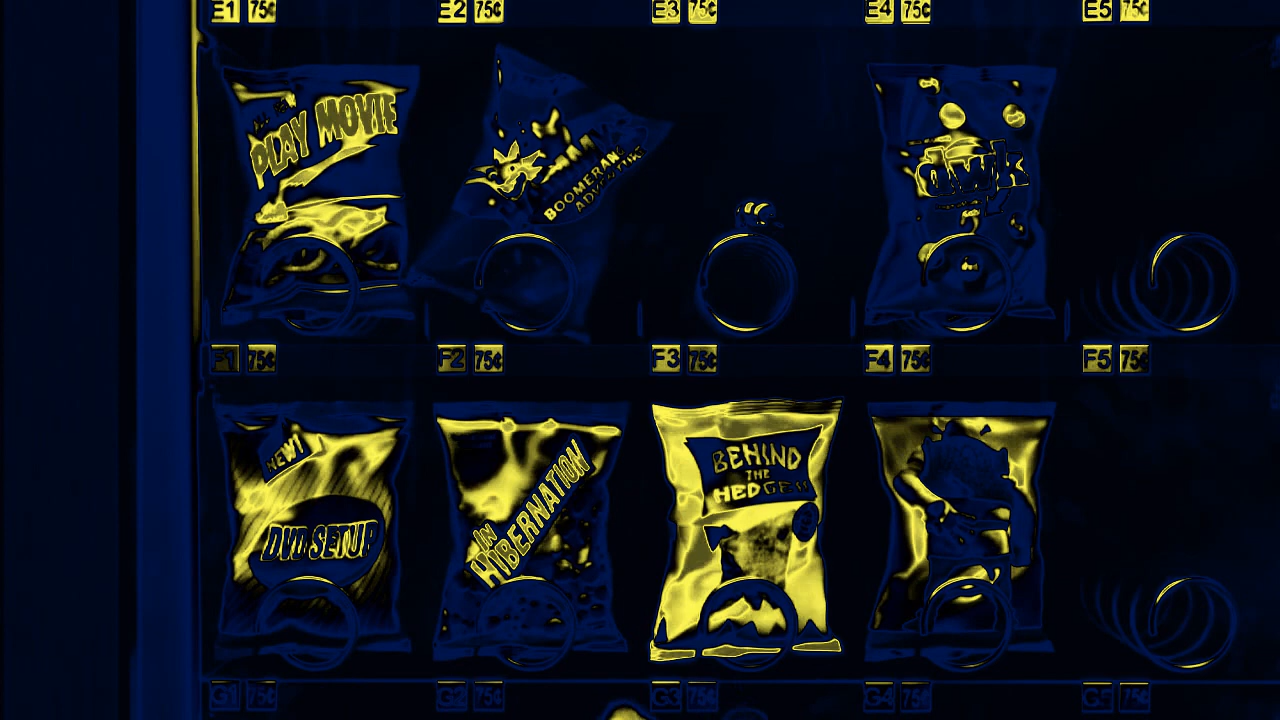 E1 75¢ E2 75¢ E3 75¢ E4 75¢ E5 75¢
PLAY MOVIE
BOOMERANG
ADVENTURE
dwk
F1 75¢ F2 75¢ F3 75¢ F4 75¢ F5 75¢
NEW!
DVD SETUP
IN
HIBERNATION
BEHIND
THE
HEDGES
G1 75¢ G2 75¢ G3 75¢ G4 75¢ G5 75¢